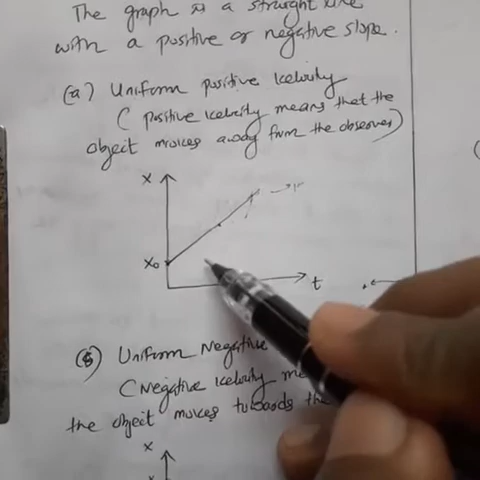 The graph is a straight line
with a positive or negative slope.
(a) Uniform positive velocity
( positive velocity means that the
object moves away from the observer)
x
x₀
t
(b) Uniform Negative
(Negative velocity me
the object moves towards the
x
x